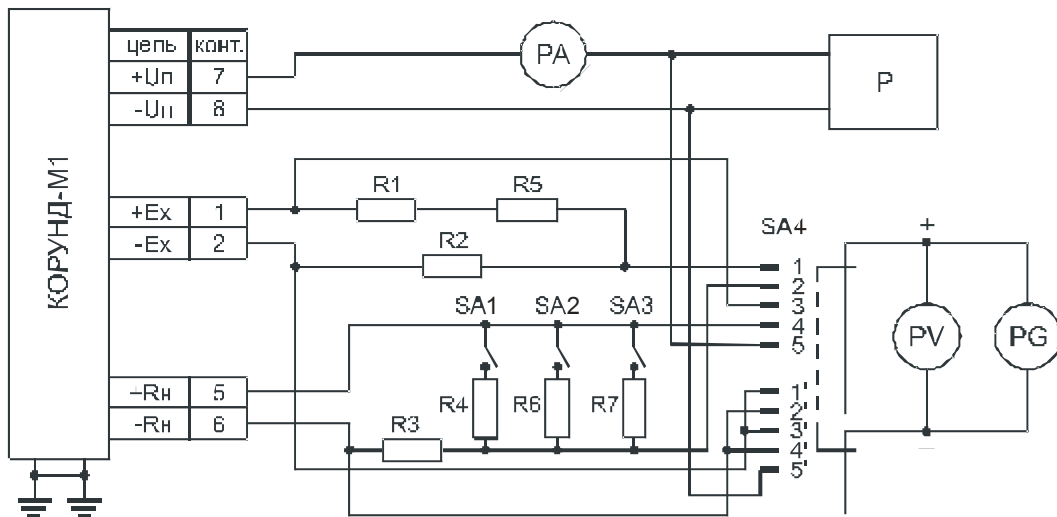 КОРУНД-М1
цепь конт.
+Uп 7
-Uп 8
+Ex 1
-Ex 2
+Rн 5
-Rн 6
PA
P
R1
R5
R2
SA1 SA2 SA3
R4
R6
R7
R3
SA4
1
2
3
4
5
1'
2'
3'
4'
5'
+
PV
PG
−